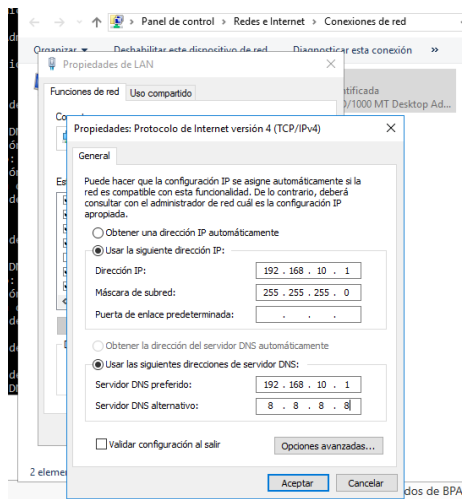 Panel de control > Redes e Internet > Conexiones de red
Organizar Deshabilitar este dispositivo de red Diagnosticar esta conexión »
Propiedades de LAN
Funciones de red Uso compartido
/1000 MT Desktop Ad...
Propiedades: Protocolo de Internet versión 4 (TCP/IPv4)
General
Puede hacer que la configuración IP se asigne automáticamente si la
red es compatible con esta funcionalidad. De lo contrario, deberá
consultar con el administrador de red cuál es la configuración IP
apropiada.
Obtener una dirección IP automáticamente
Usar la siguiente dirección IP:
Dirección IP: 192 . 168 . 10 . 1
Máscara de subred: 255 . 255 . 255 . 0
Puerta de enlace predeterminada: . . .
Obtener la dirección del servidor DNS automáticamente
Usar las siguientes direcciones de servidor DNS:
Servidor DNS preferido: 192 . 168 . 10 . 1
Servidor DNS alternativo: 8 . 8 . 8 . 8
Validar configuración al salir Opciones avanzadas...
Aceptar Cancelar
2 eleme
dos de BPA